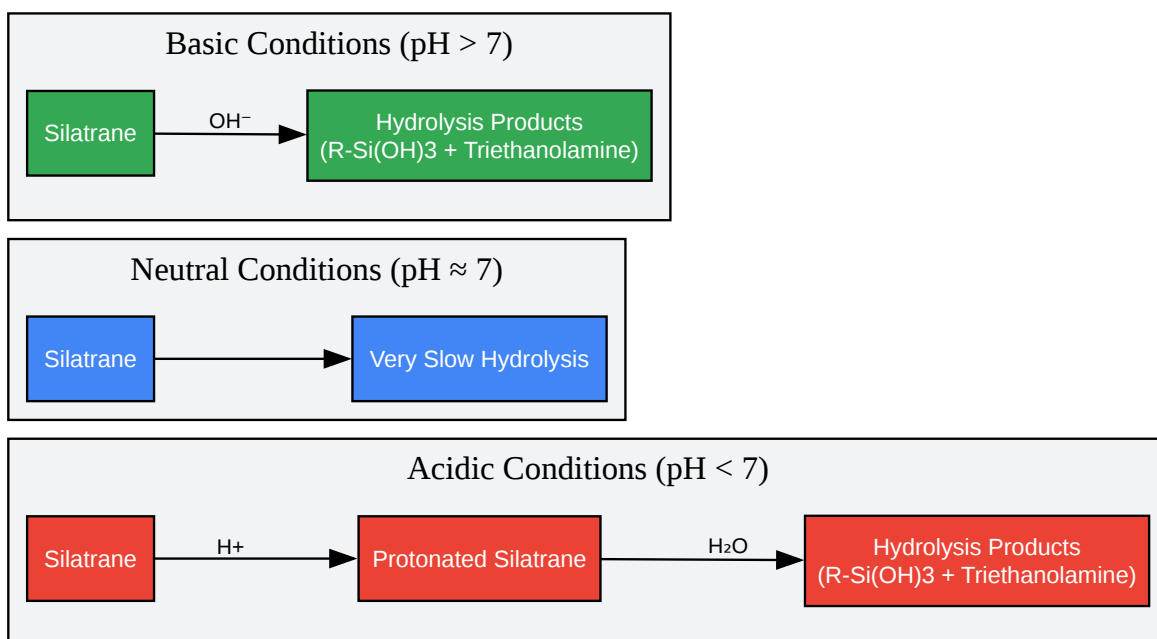 Basic Conditions (pH > 7)
Silatrane
OH⁻
Hydrolysis Products
(R-Si(OH)3 + Triethanolamine)
Neutral Conditions (pH ≈ 7)
Silatrane
Very Slow Hydrolysis
Acidic Conditions (pH < 7)
Silatrane
H+
Protonated Silatrane
H₂O
Hydrolysis Products
(R-Si(OH)3 + Triethanolamine)